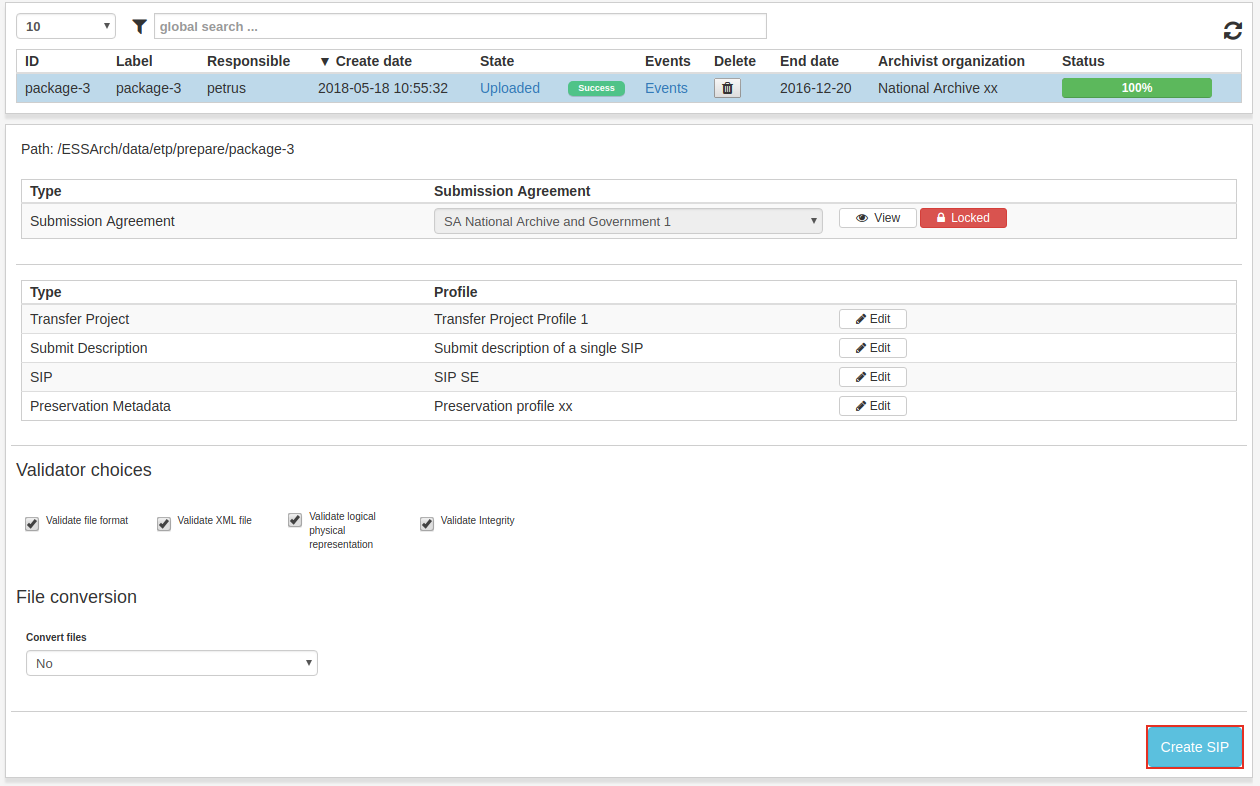 10 global search ...
ID Label Responsible ▼ Create date State Events Delete End date Archivist organization Status
package-3 package-3 petrus 2018-05-18 10:55:32 Uploaded Success Events 2016-12-20 National Archive xx 100%
Path: /ESSArch/data/etp/prepare/package-3
Type Submission Agreement
Submission Agreement SA National Archive and Government 1 View Locked
Type Profile
Transfer Project Transfer Project Profile 1 Edit
Submit Description Submit description of a single SIP Edit
SIP SIP SE Edit
Preservation Metadata Preservation profile xx Edit
Validator choices
Validate file format Validate XML file Validate logical physical representation Validate Integrity
File conversion
Convert files
No
Create SIP